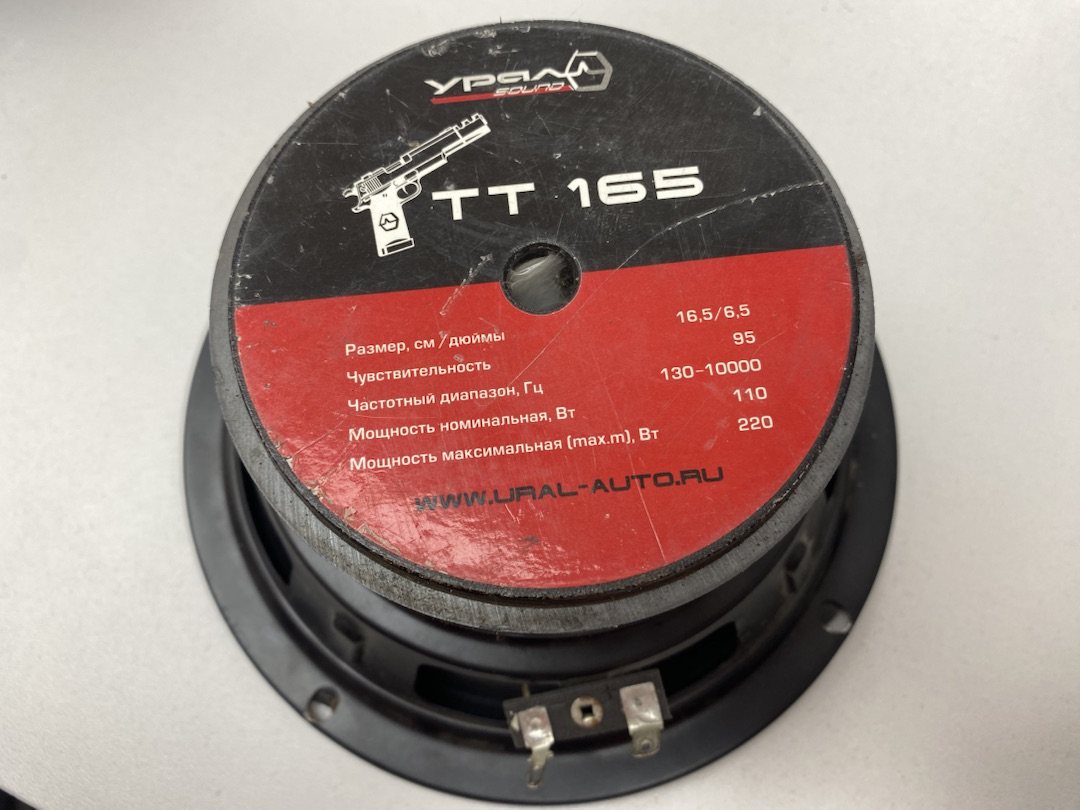 Урал
SOUND
ТТ 165
Размер, см / дюймы 16,5/6,5
Чувствительность 95
Частотный диапазон, Гц 130-10000
Мощность номинальная, Вт 110
Мощность максимальная (max.m), Вт 220
WWW.URAL-AUTO.RU